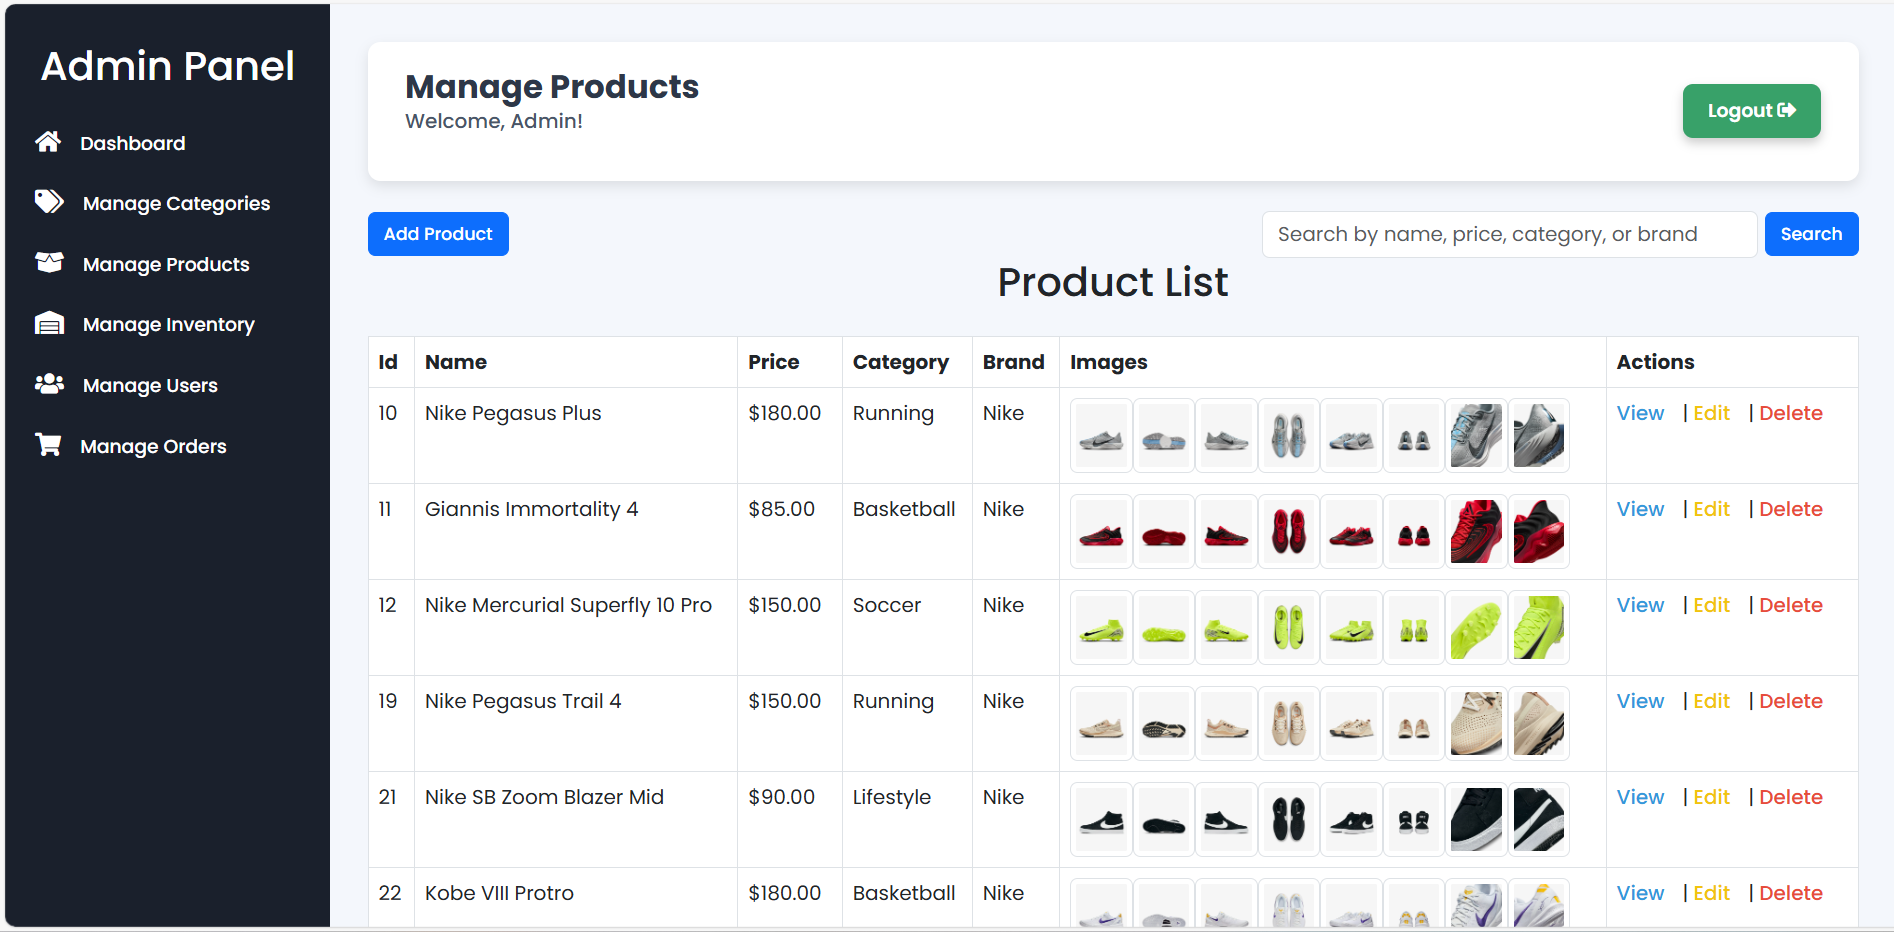 Admin Panel
Dashboard
Manage Categories
Manage Products
Manage Inventory
Manage Users
Manage Orders
Manage Products
Welcome, Admin!
Logout
Add Product
Search by name, price, category, or brand Search
Product List
Id Name Price Category Brand Images Actions
10 Nike Pegasus Plus $180.00 Running Nike View | Edit | Delete
11 Giannis Immortality 4 $85.00 Basketball Nike View | Edit | Delete
12 Nike Mercurial Superfly 10 Pro $150.00 Soccer Nike View | Edit | Delete
19 Nike Pegasus Trail 4 $150.00 Running Nike View | Edit | Delete
21 Nike SB Zoom Blazer Mid $90.00 Lifestyle Nike View | Edit | Delete
22 Kobe VIII Protro $180.00 Basketball Nike View | Edit | Delete